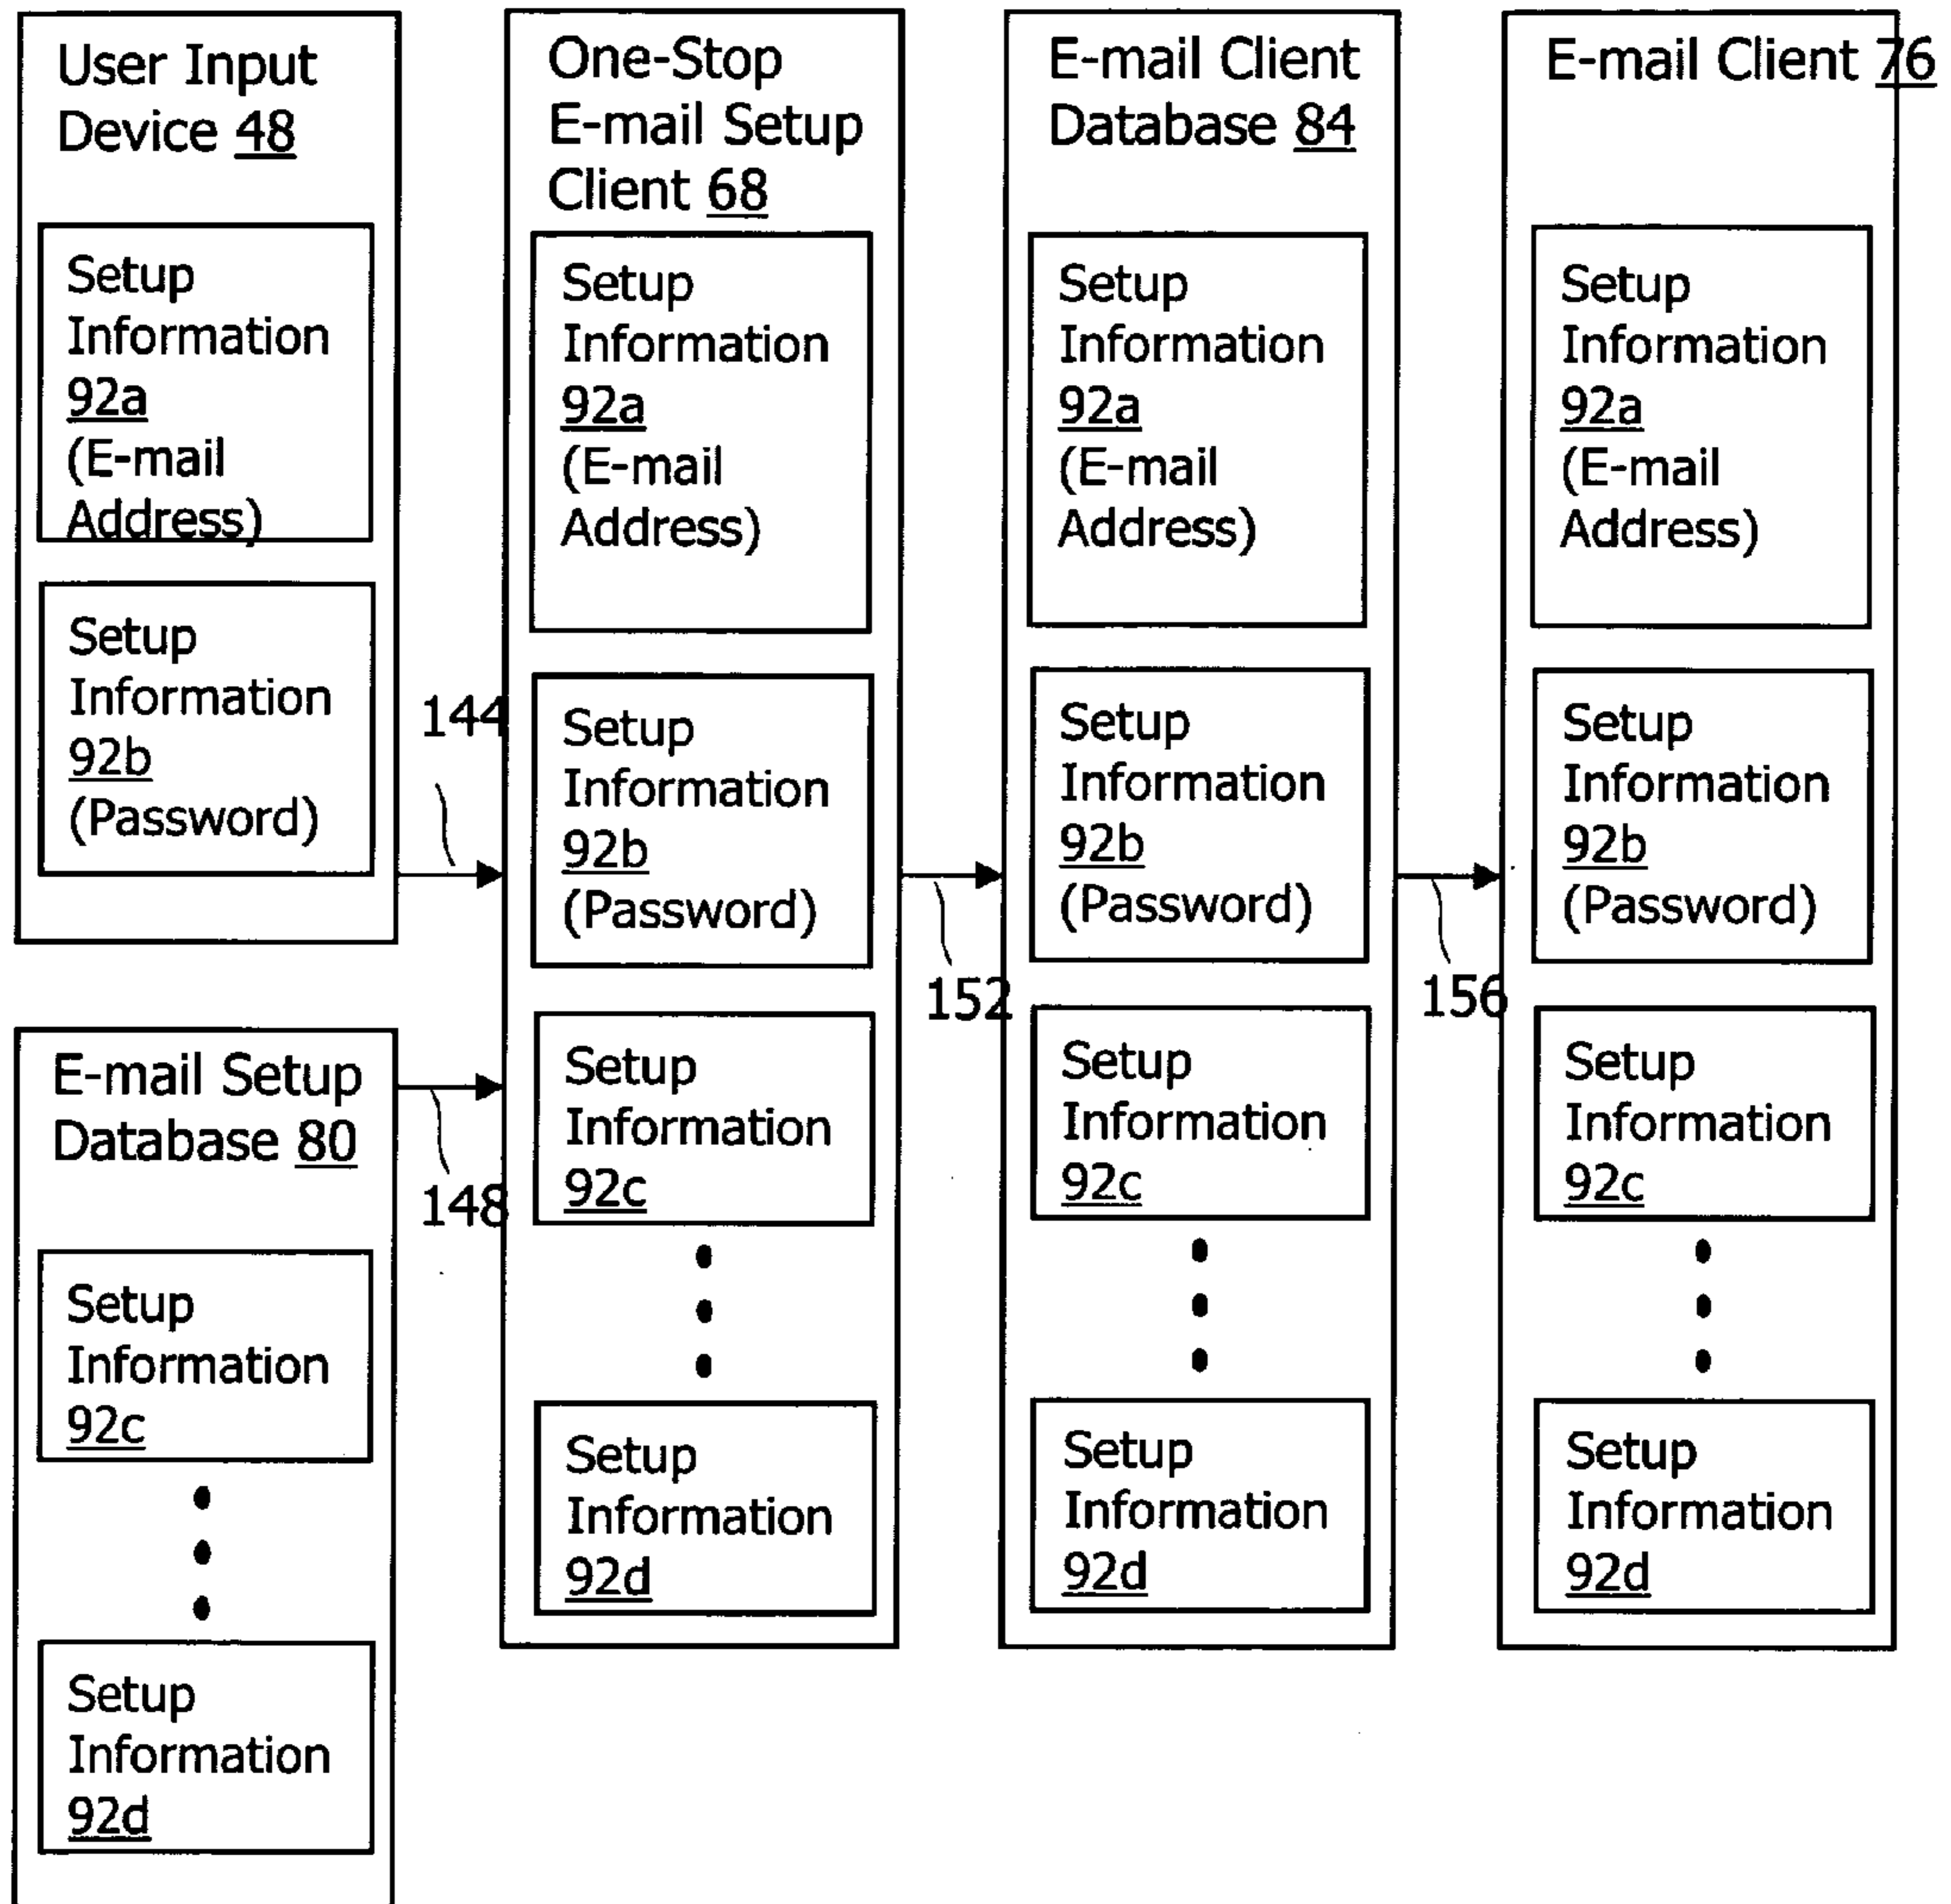 User Input
Device 48
Setup
Information
92a
(E-mail
Address)
Setup
Information
92b
(Password)
144
E-mail Setup
Database 80
148
Setup
Information
92c
Setup
Information
92d
One-Stop
E-mail Setup
Client 68
Setup
Information
92a
(E-mail
Address)
Setup
Information
92b
(Password)
152
Setup
Information
92c
Setup
Information
92d
E-mail Client
Database 84
Setup
Information
92a
(E-mail
Address)
Setup
Information
92b
(Password)
156
Setup
Information
92c
Setup
Information
92d
E-mail Client 76
Setup
Information
92a
(E-mail
Address)
Setup
Information
92b
(Password)
Setup
Information
92c
Setup
Information
92d